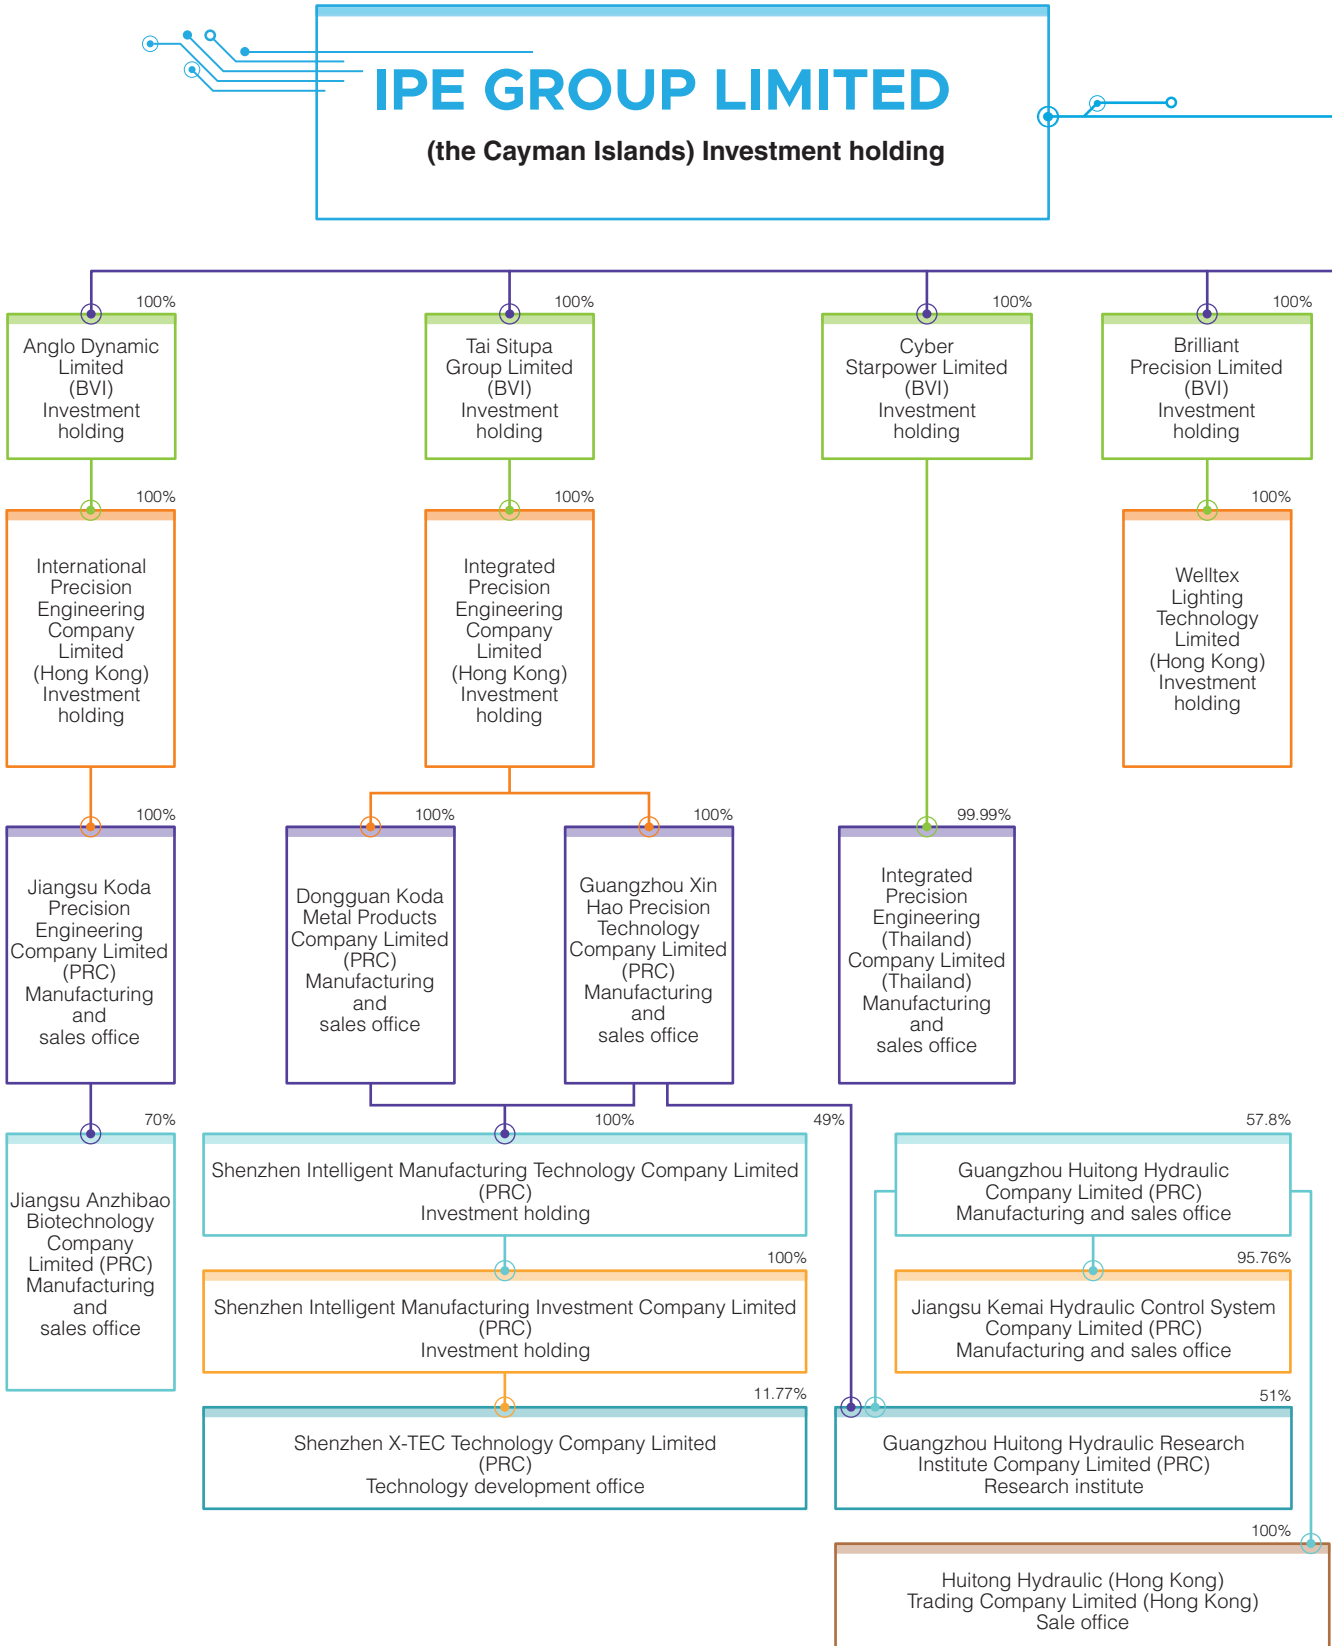 IPE GROUP LIMITED
(the Cayman Islands) Investment holding
100%
Anglo Dynamic
Limited
(BVI)
Investment
holding
100%
Tai Situpa
Group Limited
(BVI)
Investment
holding
100%
Cyber
Starpower Limited
(BVI)
Investment
holding
100%
Brilliant
Precision Limited
(BVI)
Investment
holding
100%
International
Precision
Engineering
Company
Limited
(Hong Kong)
Investment
holding
100%
Integrated
Precision
Engineering
Company
Limited
(Hong Kong)
Investment
holding
100%
Welltex
Lighting
Technology
Limited
(Hong Kong)
Investment
holding
100%
Jiangsu Koda
Precision
Engineering
Company Limited
(PRC)
Manufacturing
and
sales office
100%
Dongguan Koda
Metal Products
Company Limited
(PRC)
Manufacturing
and
sales office
100%
Guangzhou Xin
Hao Precision
Technology
Company Limited
(PRC)
Manufacturing
and
sales office
99.99%
Integrated
Precision
Engineering
(Thailand)
Company Limited
(Thailand)
Manufacturing
and
sales office
70%
Jiangsu Anzhibao
Biotechnology
Company
Limited (PRC)
Manufacturing
and
sales office
100%
Shenzhen Intelligent Manufacturing Technology Company Limited
(PRC)
Investment holding
49%
57.8%
Guangzhou Huitong Hydraulic
Company Limited (PRC)
Manufacturing and sales office
100%
Shenzhen Intelligent Manufacturing Investment Company Limited
(PRC)
Investment holding
95.76%
Jiangsu Kemai Hydraulic Control System
Company Limited (PRC)
Manufacturing and sales office
11.77%
Shenzhen X-TEC Technology Company Limited
(PRC)
Technology development office
51%
Guangzhou Huitong Hydraulic Research
Institute Company Limited (PRC)
Research institute
100%
Huitong Hydraulic (Hong Kong)
Trading Company Limited (Hong Kong)
Sale office